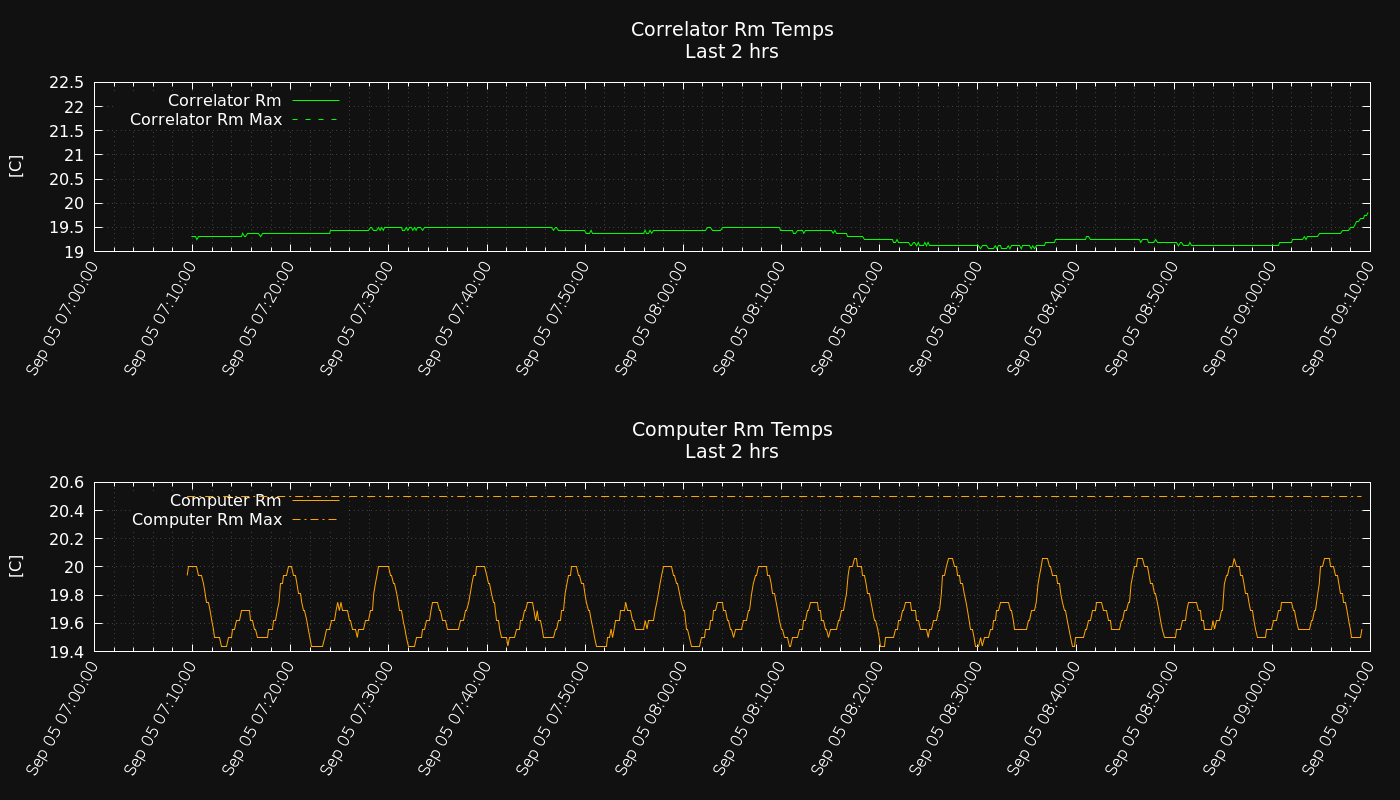 Correlator Rm Temps
Last 2 hrs
[C]
22.5
22
21.5
21
20.5
20
19.5
19
Correlator Rm
Correlator Rm Max
Sep 05 07:00:00
Sep 05 07:10:00
Sep 05 07:20:00
Sep 05 07:30:00
Sep 05 07:40:00
Sep 05 07:50:00
Sep 05 08:00:00
Sep 05 08:10:00
Sep 05 08:20:00
Sep 05 08:30:00
Sep 05 08:40:00
Sep 05 08:50:00
Sep 05 09:00:00
Sep 05 09:10:00
Computer Rm Temps
Last 2 hrs
[C]
20.6
20.4
20.2
20
19.8
19.6
19.4
Computer Rm
Computer Rm Max
Sep 05 07:00:00
Sep 05 07:10:00
Sep 05 07:20:00
Sep 05 07:30:00
Sep 05 07:40:00
Sep 05 07:50:00
Sep 05 08:00:00
Sep 05 08:10:00
Sep 05 08:20:00
Sep 05 08:30:00
Sep 05 08:40:00
Sep 05 08:50:00
Sep 05 09:00:00
Sep 05 09:10:00